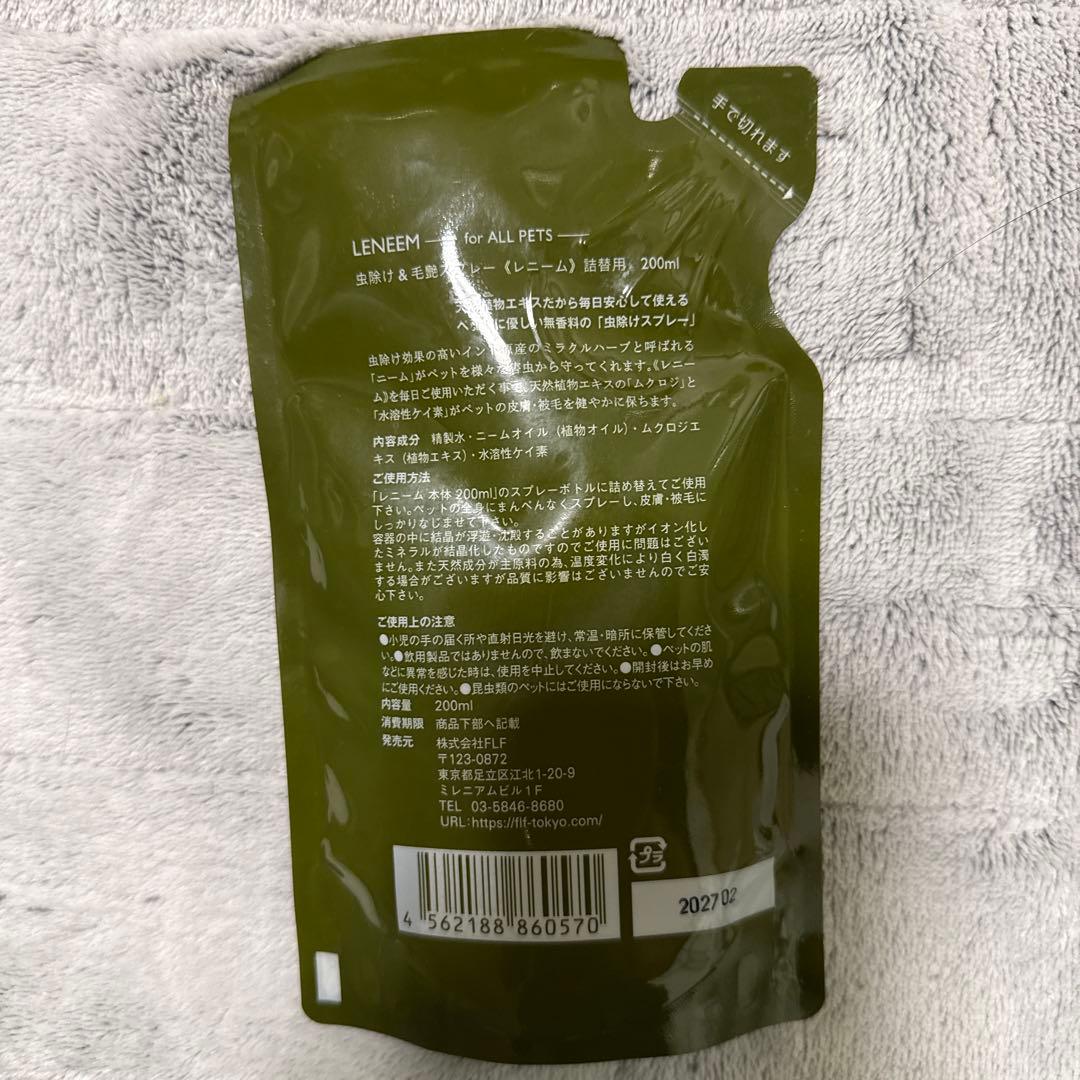 手で切れます
LENEEM for ALL PETS
虫除け & 毛艶スプレー《レニーム》詰替用 200ml
植物エキスだから毎日安心して使える
に優しい無香料の「虫除けスプレー」
虫除け効果の高いインド原産のミラクルハーブと呼ばれる
「ニーム」がペットを様々な害虫から守ってくれます。《レニー
ム》を毎日ご使用いただく事で、天然植物エキスの「ムクロジ」と
「水溶性ケイ素」がペットの皮膚・被毛を健やかに保ちます。
内容成分 精製水・ニームオイル（植物オイル）・ムクロジエ
キス（植物エキス）・水溶性ケイ素
ご使用方法
「レニーム 本体 200ml」のスプレーボトルに詰め替えてご使用
下さい。ペットの全身にまんべんなくスプレーし、皮膚・被毛に
しっかりなじませて下さい。
容器の中に結晶が浮遊・沈殿することがありますがイオン化し
たミネラルが結晶化したものですのでご使用に問題はござい
ません。また天然成分が主原料の為、温度変化により白く白濁
する場合がございますが品質に影響はございませんのでご安
心下さい。
ご使用上の注意
●小児の手の届く所や直射日光を避け、常温・暗所に保管してくださ
い。●飲用製品ではありませんので、飲まないでください。●ペットの肌
などに異常を感じた時は、使用を中止してください。●開封後はお早め
にご使用ください。●昆虫類のペットにはご使用にならないで下さい。
内容量 200ml
消費期限 商品下部へ記載
発売元 株式会社FLF
〒123-0872
東京都足立区江北1-20-9
ミレニアムビル1F
TEL 03-5846-8680
URL:https://flf-tokyo.com/
プラ
4 562188 860570
2027 02